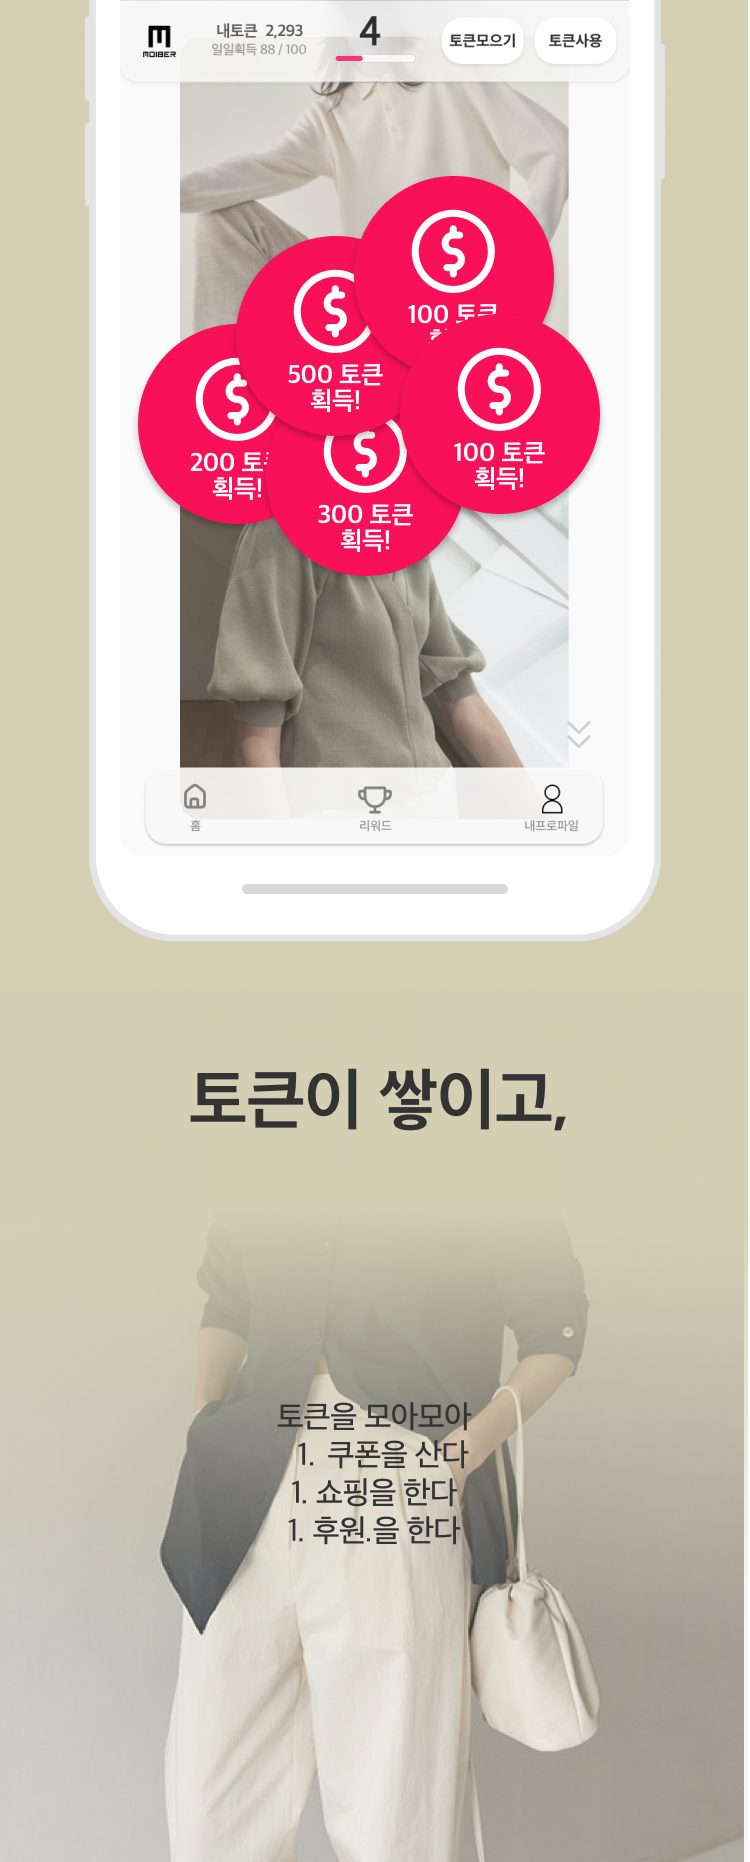 MOIBER
내토큰 2,293
일일획득 88 / 100
4
토큰모으기
토큰사용
100 토큰
500 토큰
획득!
100 토큰
획득!
200 토큰
획득!
300 토큰
획득!
홈
리워드
내프로파일
토큰이 쌓이고,
토큰을 모아모아
1. 쿠폰을 산다
1. 쇼핑을 한다
1. 후원.을 한다